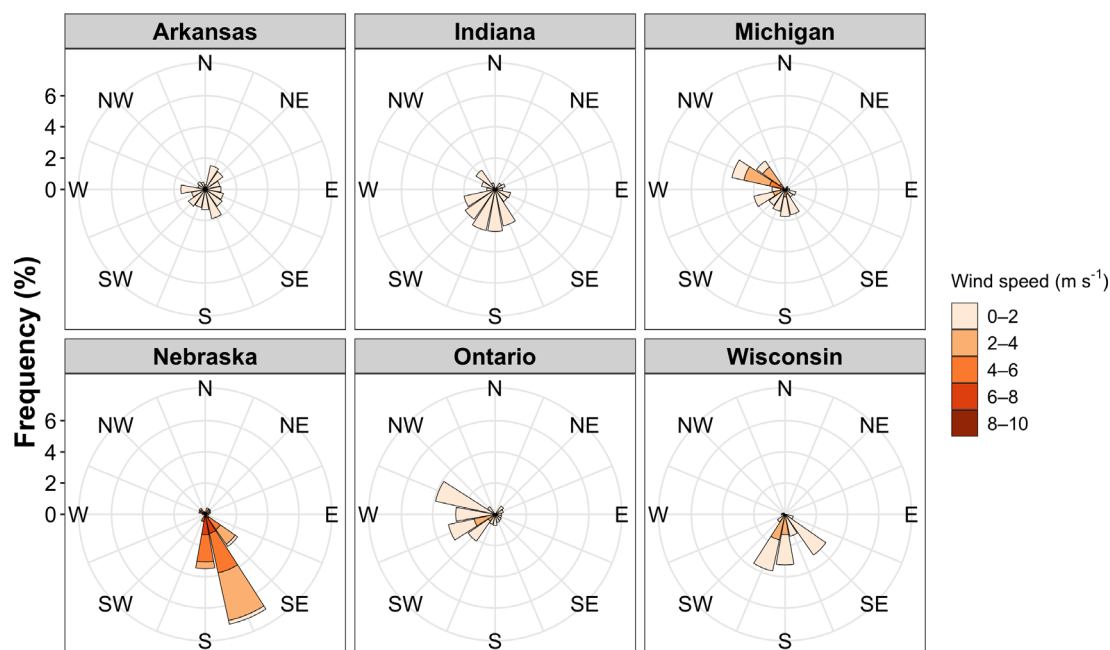 Arkansas
Indiana
Michigan
N
N
N
NW
NE
NW
NE
NW
NE
6
4
2
0
W
E
W
E
W
E
SW
SE
SW
SE
SW
SE
S
S
S
Frequency (%)
Wind speed (m s-1)
0–2
2–4
4–6
6–8
8–10
Nebraska
Ontario
Wisconsin
N
N
N
NW
NE
NW
NE
NW
NE
6
4
2
0
W
E
W
E
W
E
SW
SE
SW
SE
SW
SE
S
S
S